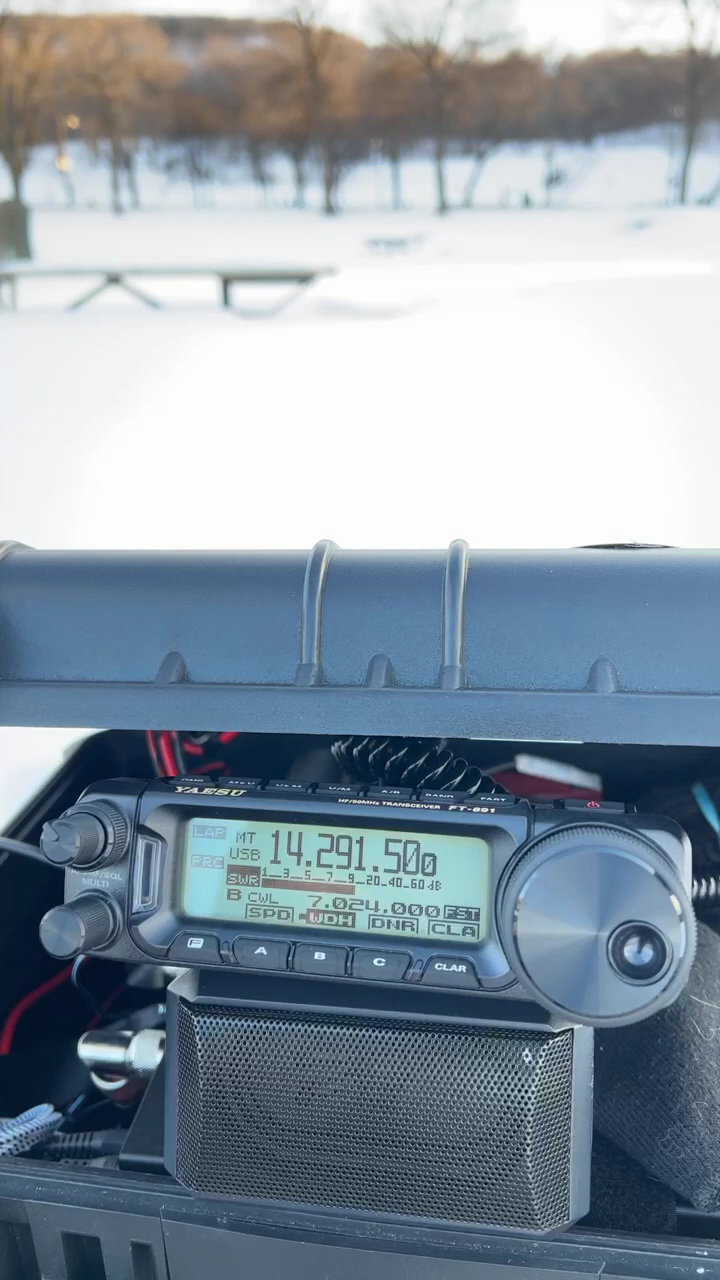 V/M A/B
YAESU HF/50MHz TRANSCEIVER FT-891
MULTI
LAP MT 14.291.500
PRC USB
SWR 1 3 5 7 9 20 40 60 dB
B CWL 7.024.000 FST
SPD WDH DNR CLA
F A B C CLAR